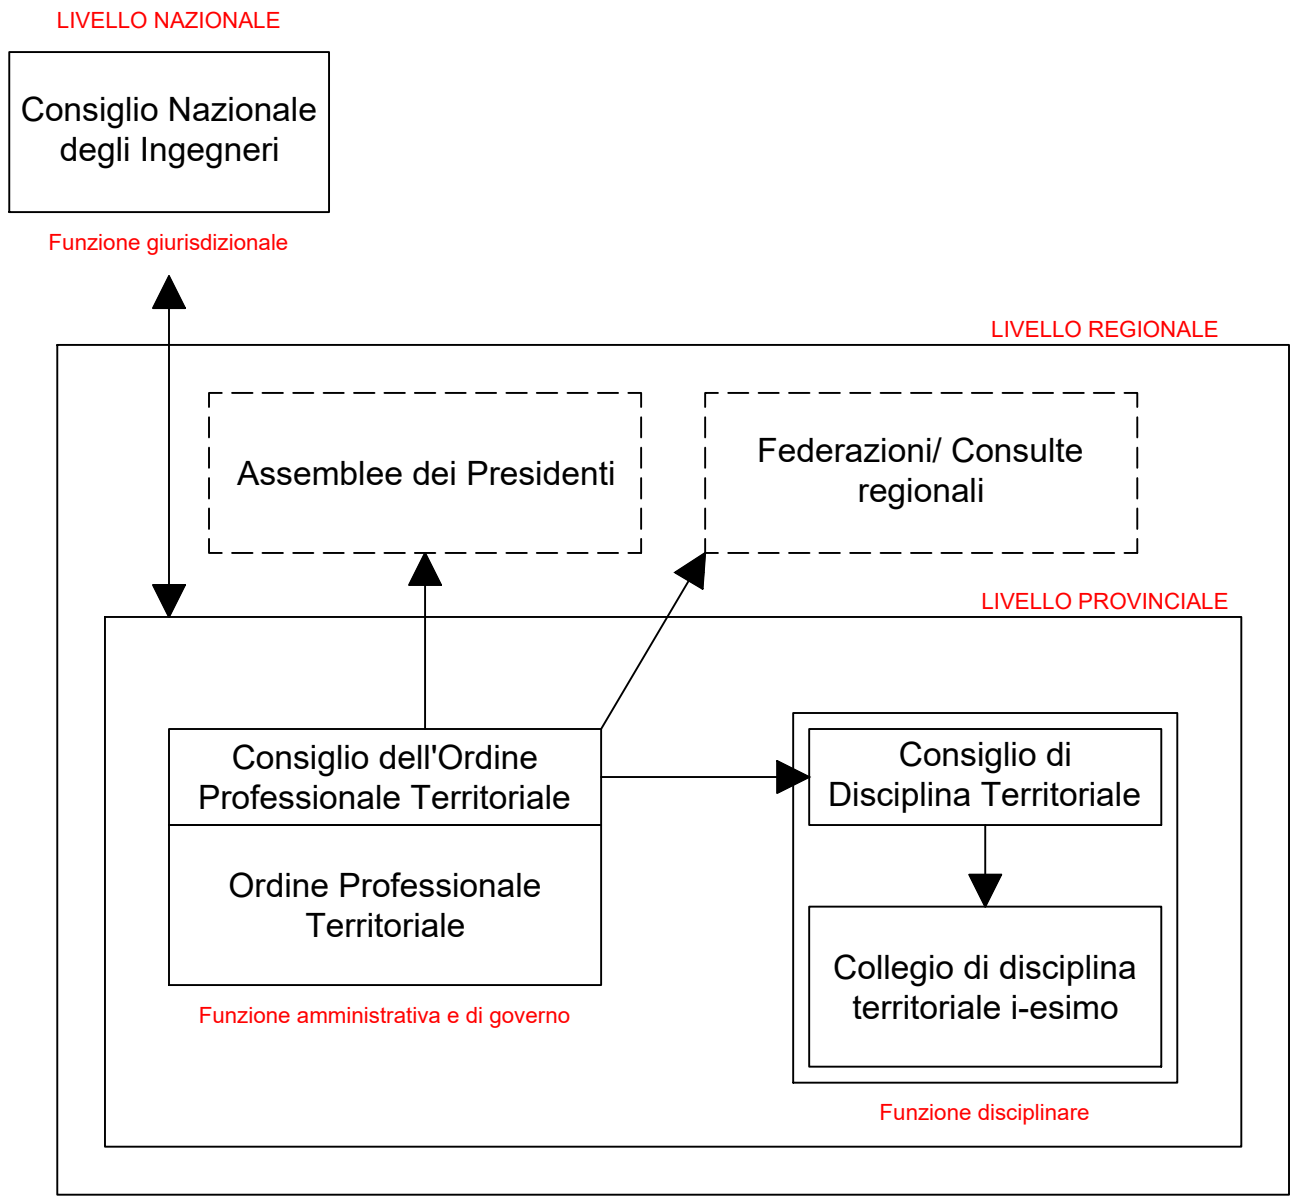 LIVELLO NAZIONALE
Consiglio Nazionale
degli Ingegneri
Funzione giurisdizionale
LIVELLO REGIONALE
Assemblee dei Presidenti
Federazioni/ Consulte
regionali
LIVELLO PROVINCIALE
Consiglio dell'Ordine
Professionale Territoriale
Ordine Professionale
Territoriale
Funzione amministrativa e di governo
Consiglio di
Disciplina Territoriale
Collegio di disciplina
territoriale i-esimo
Funzione disciplinare